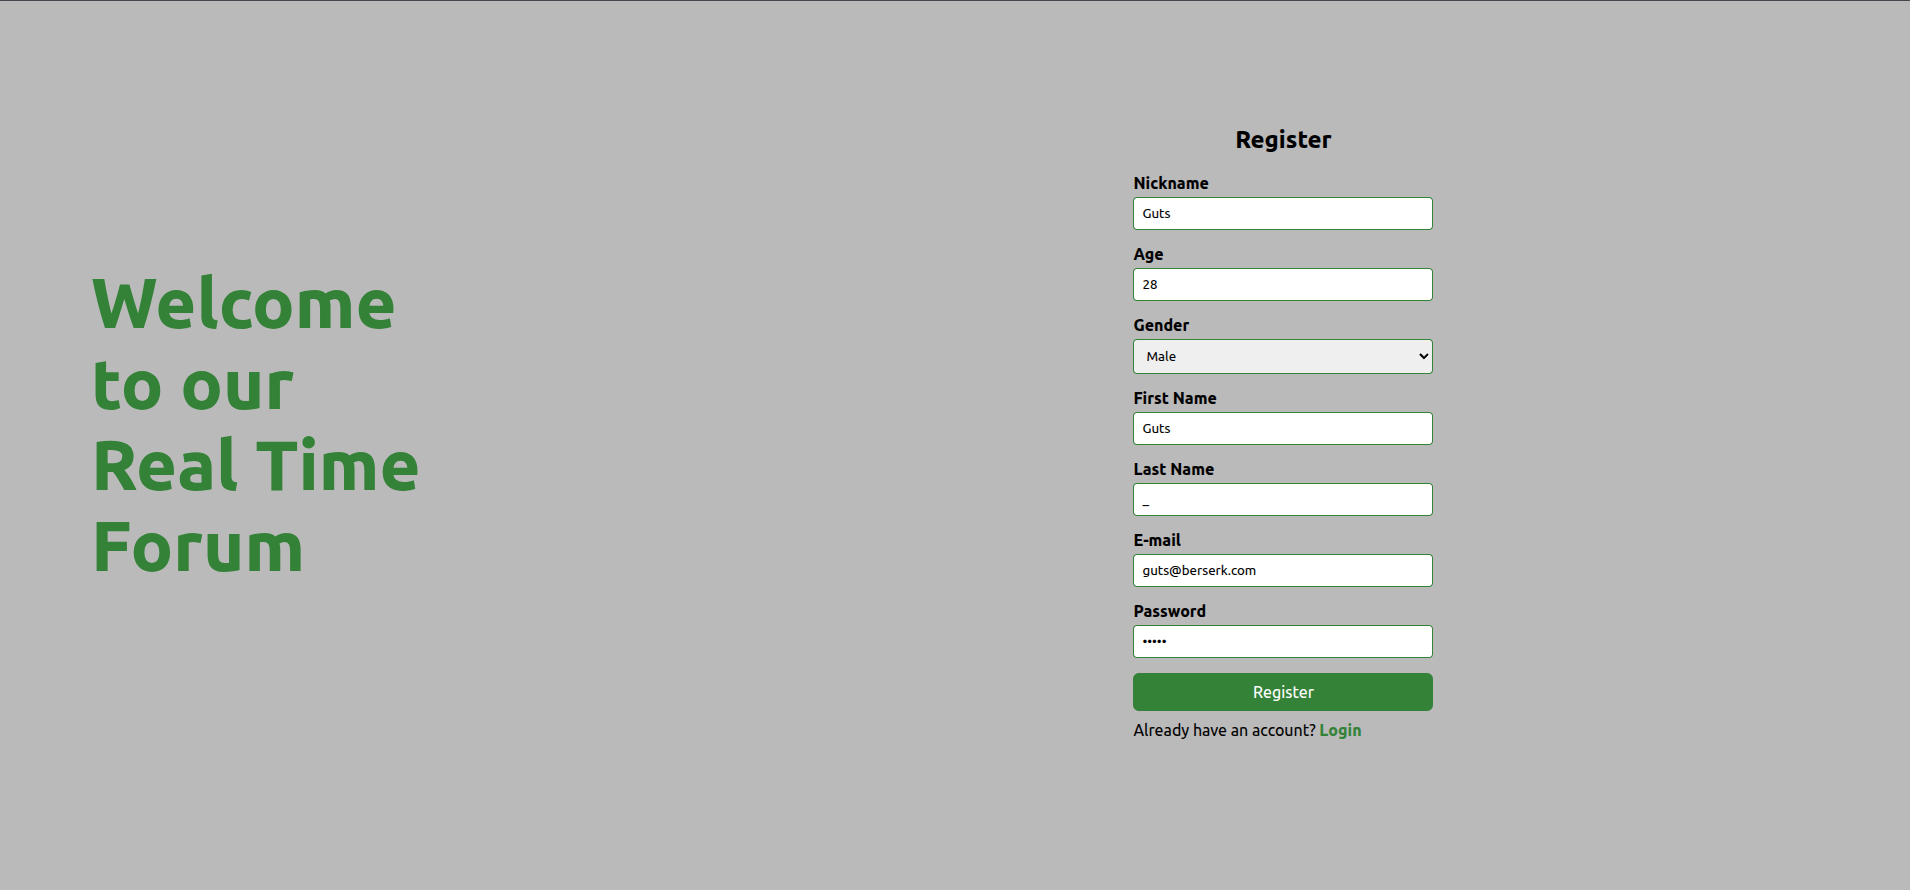 Welcome
to our
Real Time
Forum
Register
Nickname
Guts
Age
28
Gender
Male
First Name
Guts
Last Name
_
E-mail
guts@berserk.com
Password
•••••
Register
Already have an account? Login